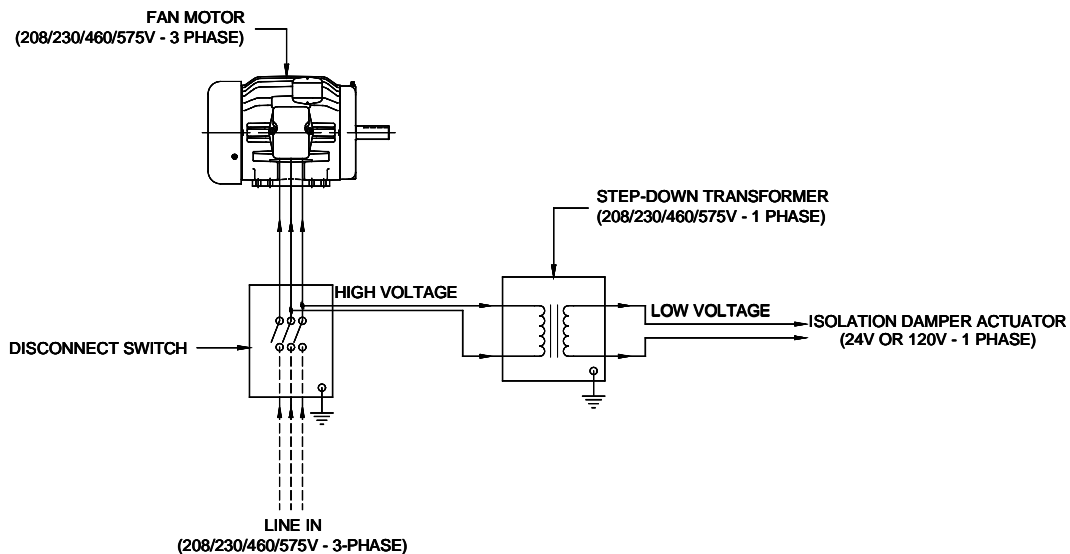 FAN MOTOR
(208/230/460/575V - 3 PHASE)
STEP-DOWN TRANSFORMER
(208/230/460/575V - 1 PHASE)
HIGH VOLTAGE
LOW VOLTAGE
ISOLATION DAMPER ACTUATOR
(24V OR 120V - 1 PHASE)
DISCONNECT SWITCH
LINE IN
(208/230/460/575V - 3-PHASE)